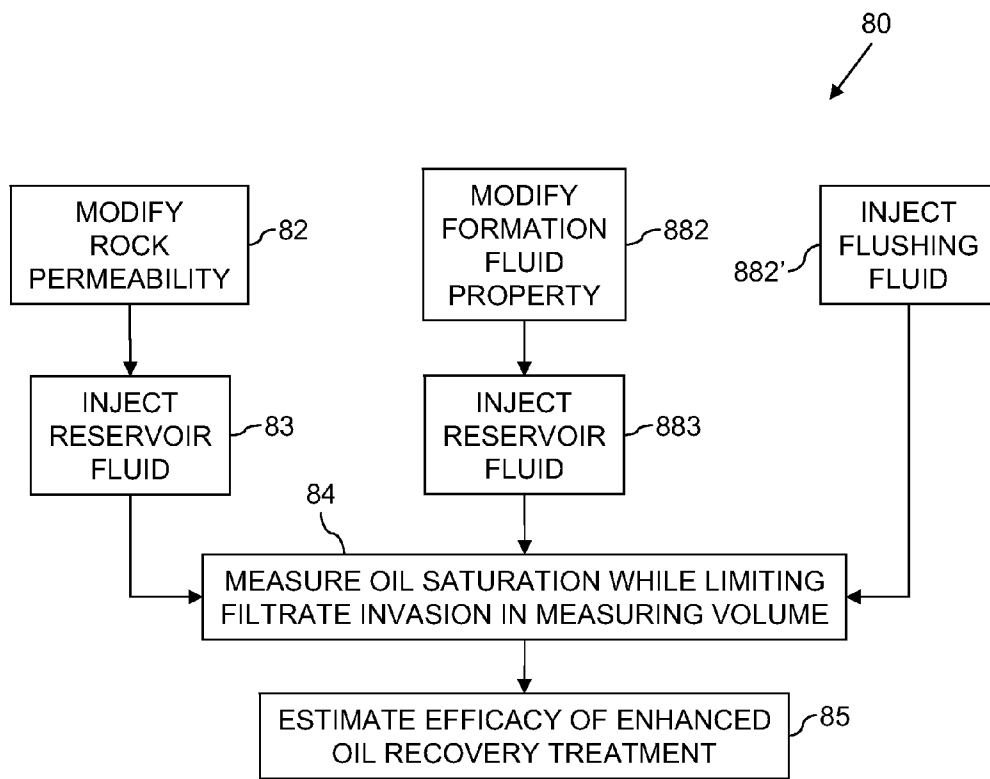 80
MODIFY
ROCK
PERMEABILITY
82
MODIFY
FORMATION
FLUID
PROPERTY
882
INJECT
FLUSHING
FLUID
882’
INJECT
RESERVOIR
FLUID
83
INJECT
RESERVOIR
FLUID
883
84
MEASURE OIL SATURATION WHILE LIMITING
FILTRATE INVASION IN MEASURING VOLUME
ESTIMATE EFFICACY OF ENHANCED
OIL RECOVERY TREATMENT
85